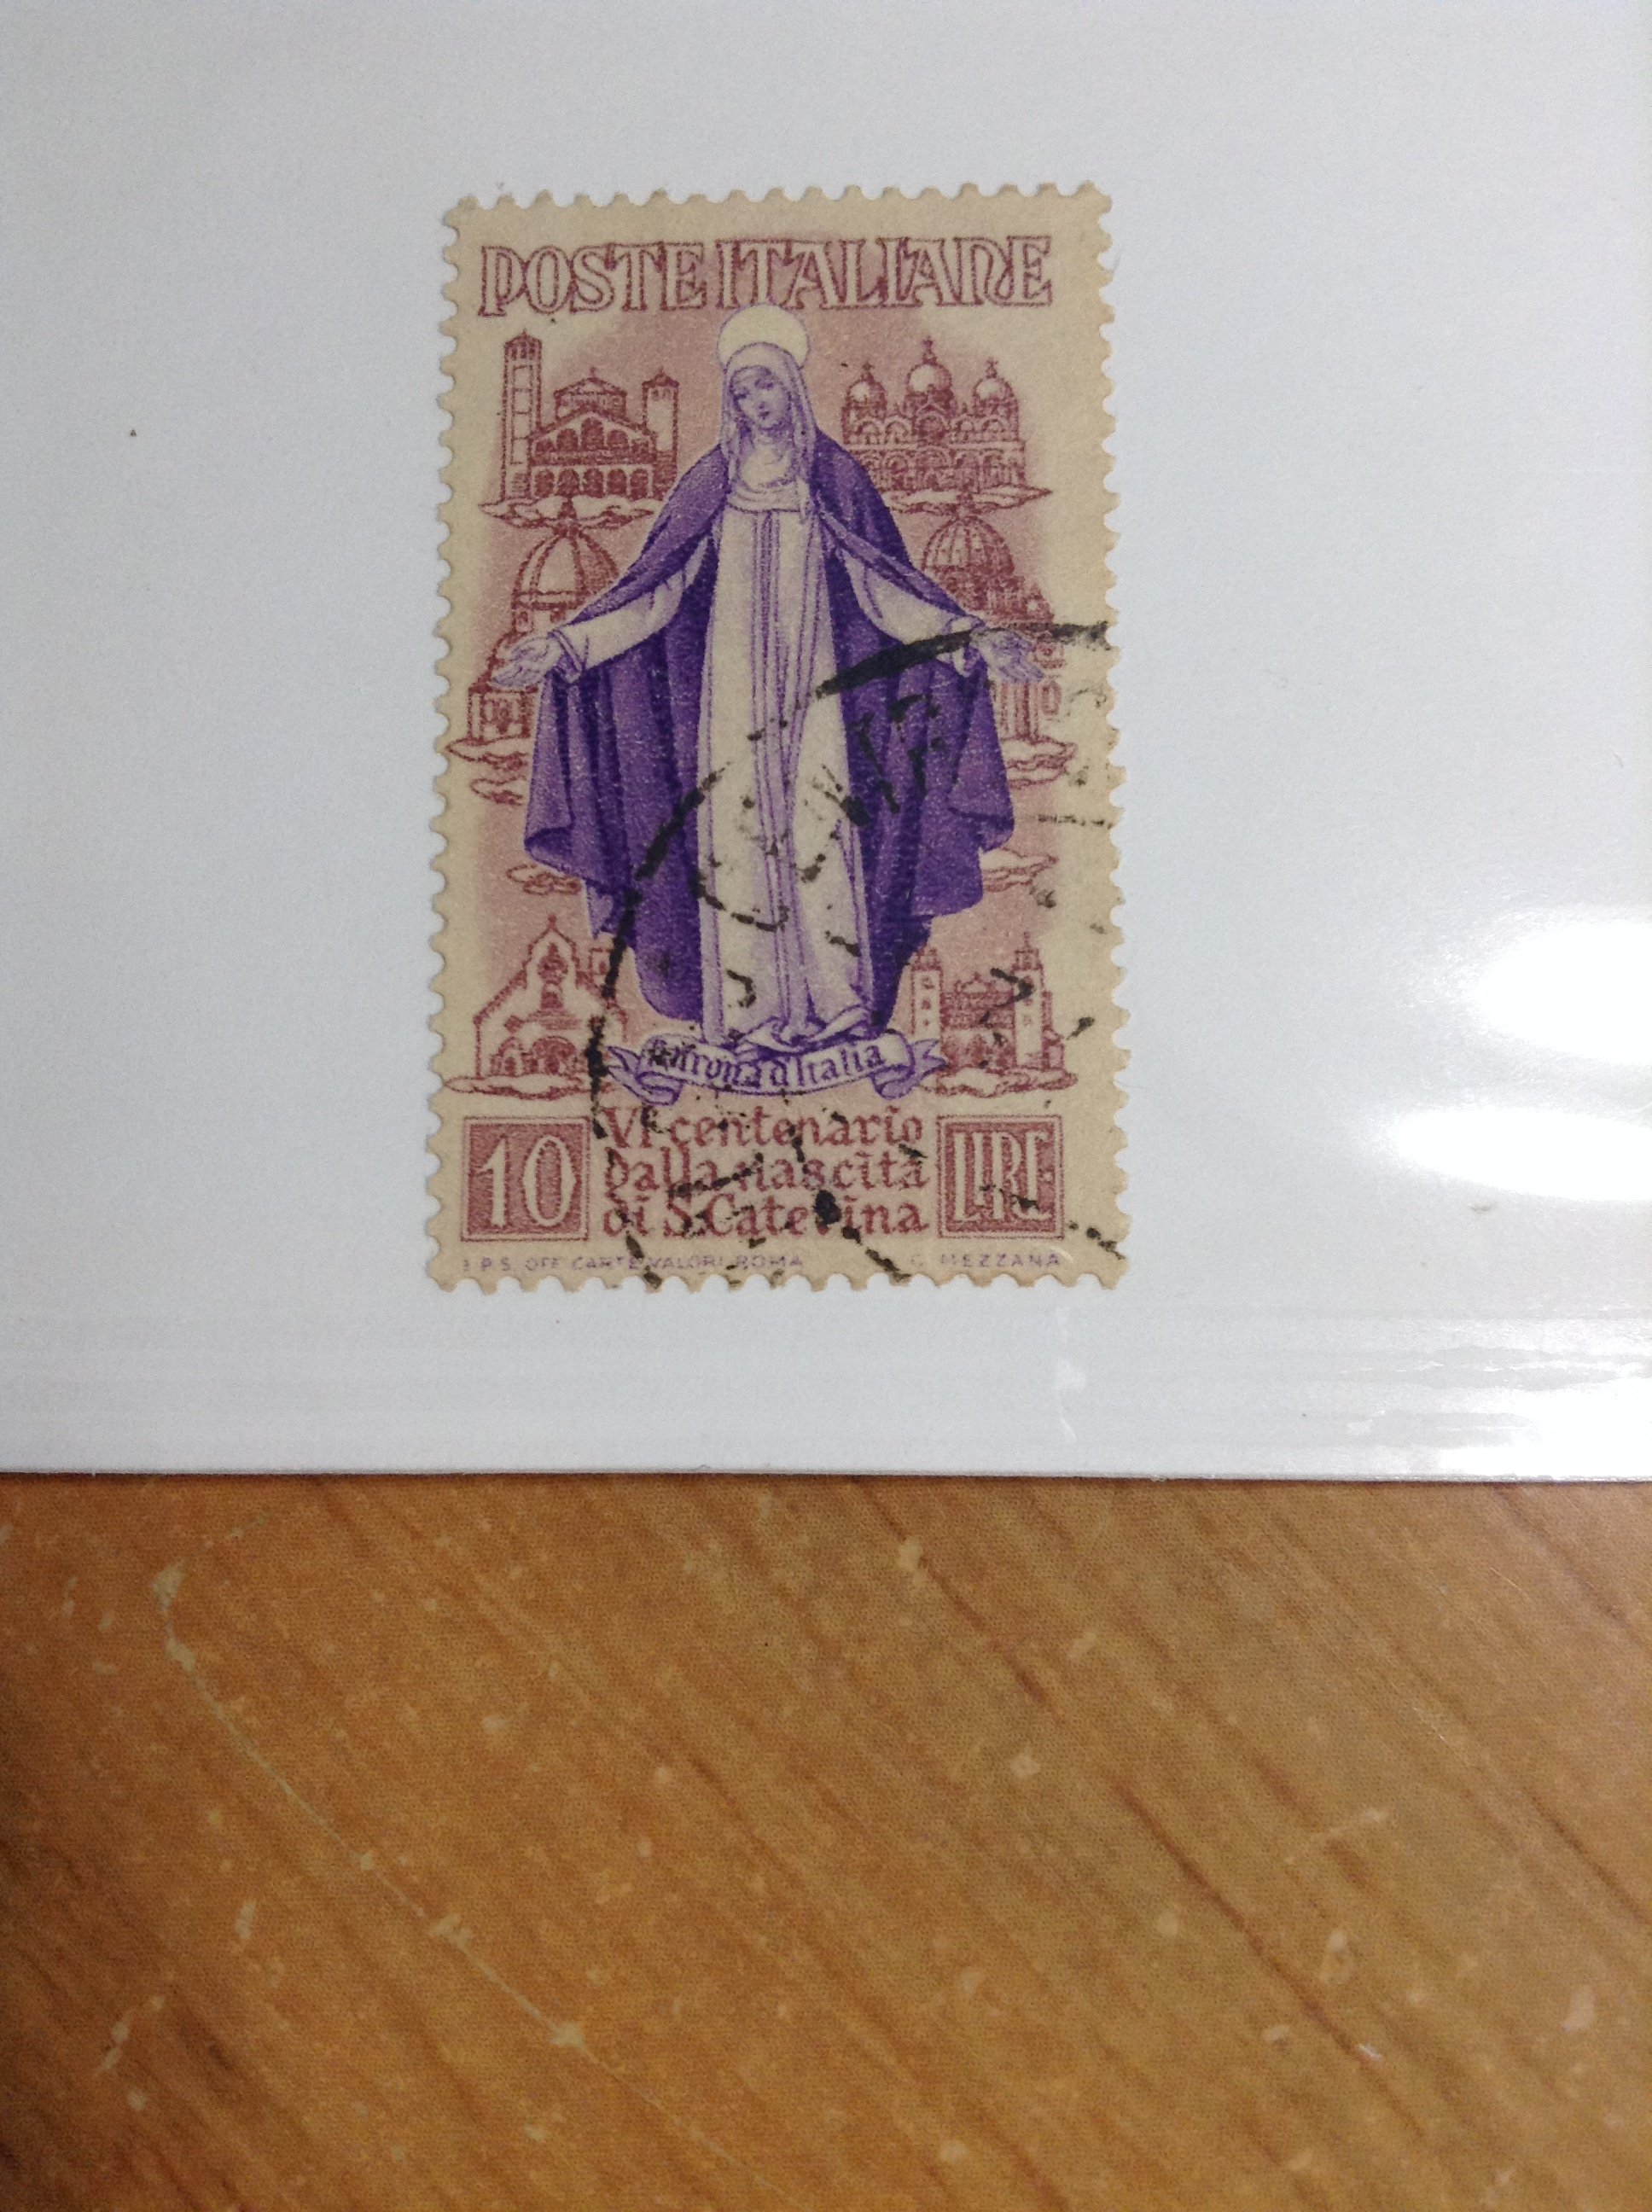 POSTE ITALIANE
Patrona d'Italia
10
VI centenario
dalla nascita
di S. Caterina
LIRE
I.P.S. OFF. CARTE VALORI ROMA
C. MEZZANA